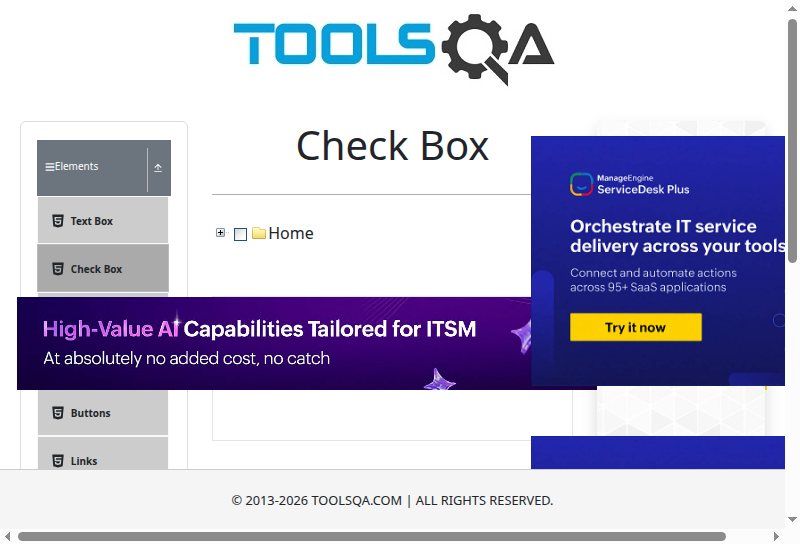 TOOLSQA
Elements
Text Box
Check Box
Buttons
Links
Check Box
Home
High-Value AI Capabilities Tailored for ITSM
At absolutely no added cost, no catch
ManageEngine
ServiceDesk Plus
Orchestrate IT service
delivery across your tools
Connect and automate actions
across 95+ SaaS applications
Try it now
© 2013-2026 TOOLSQA.COM | ALL RIGHTS RESERVED.